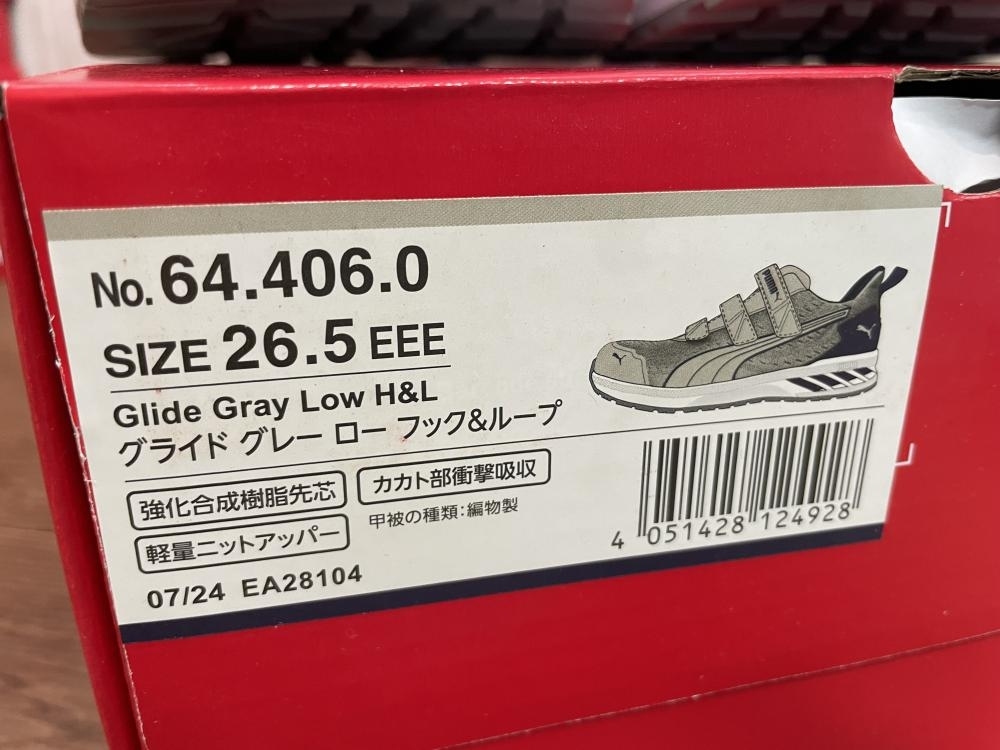 No. 64.406.0
SIZE 26.5 EEE
Glide Gray Low H&L
グライド グレー ロー フック&ループ
強化合成樹脂先芯
カカト部衝撃吸収
軽量ニットアッパー
甲被の種類:編物製
07/24 EA28104
PUMA
4 051428 124928